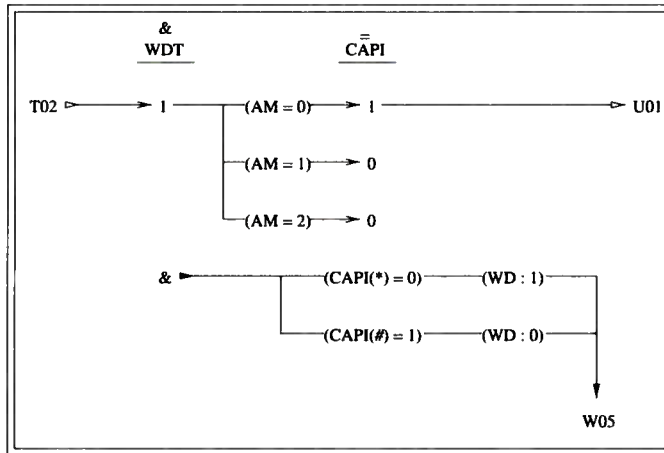 & =
WDT CAPI
T02 1 (AM = 0) 1 U01
(AM = 1) 0
(AM = 2) 0
& (CAPI(*) = 0) (WD : 1)
(CAPI(#) = 1) (WD : 0)
W05